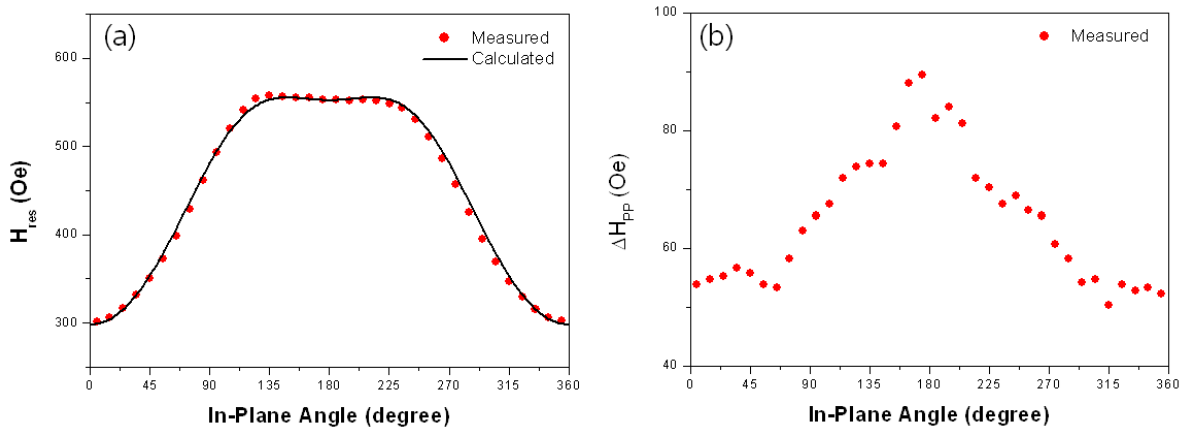 (a)
Measured
Calculated
600
500
400
300
H_res (Oe)
0 45 90 135 180 225 270 315 360
In-Plane Angle (degree)
(b)
Measured
100
80
60
40
ΔH_PP (Oe)
0 45 90 135 180 225 270 315 360
In-Plane Angle (degree)